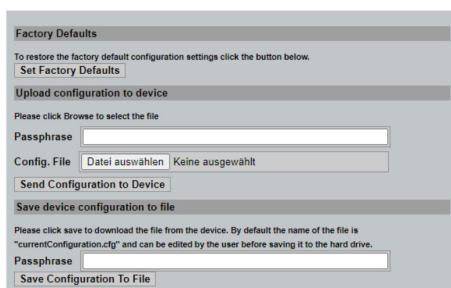 Factory Defaults
To restore the factory default configuration settings click the button below.
Set Factory Defaults
Upload configuration to device
Please click Browse to select the file
Passphrase
Config. File Datei auswählen Keine ausgewählt
Send Configuration to Device
Save device configuration to file
Please click save to download the file from the device. By default the name of the file is
"currentConfiguration.cfg" and can be edited by the user before saving it to the hard drive.
Passphrase
Save Configuration To File